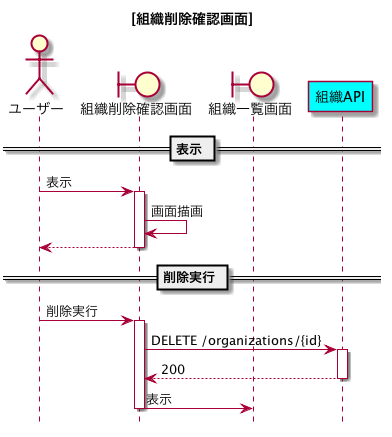 [組織削除確認画面]
ユーザー 組織削除確認画面 組織一覧画面 組織API
表示
表示
画面描画
削除実行
削除実行
DELETE /organizations/{id}
200
表示